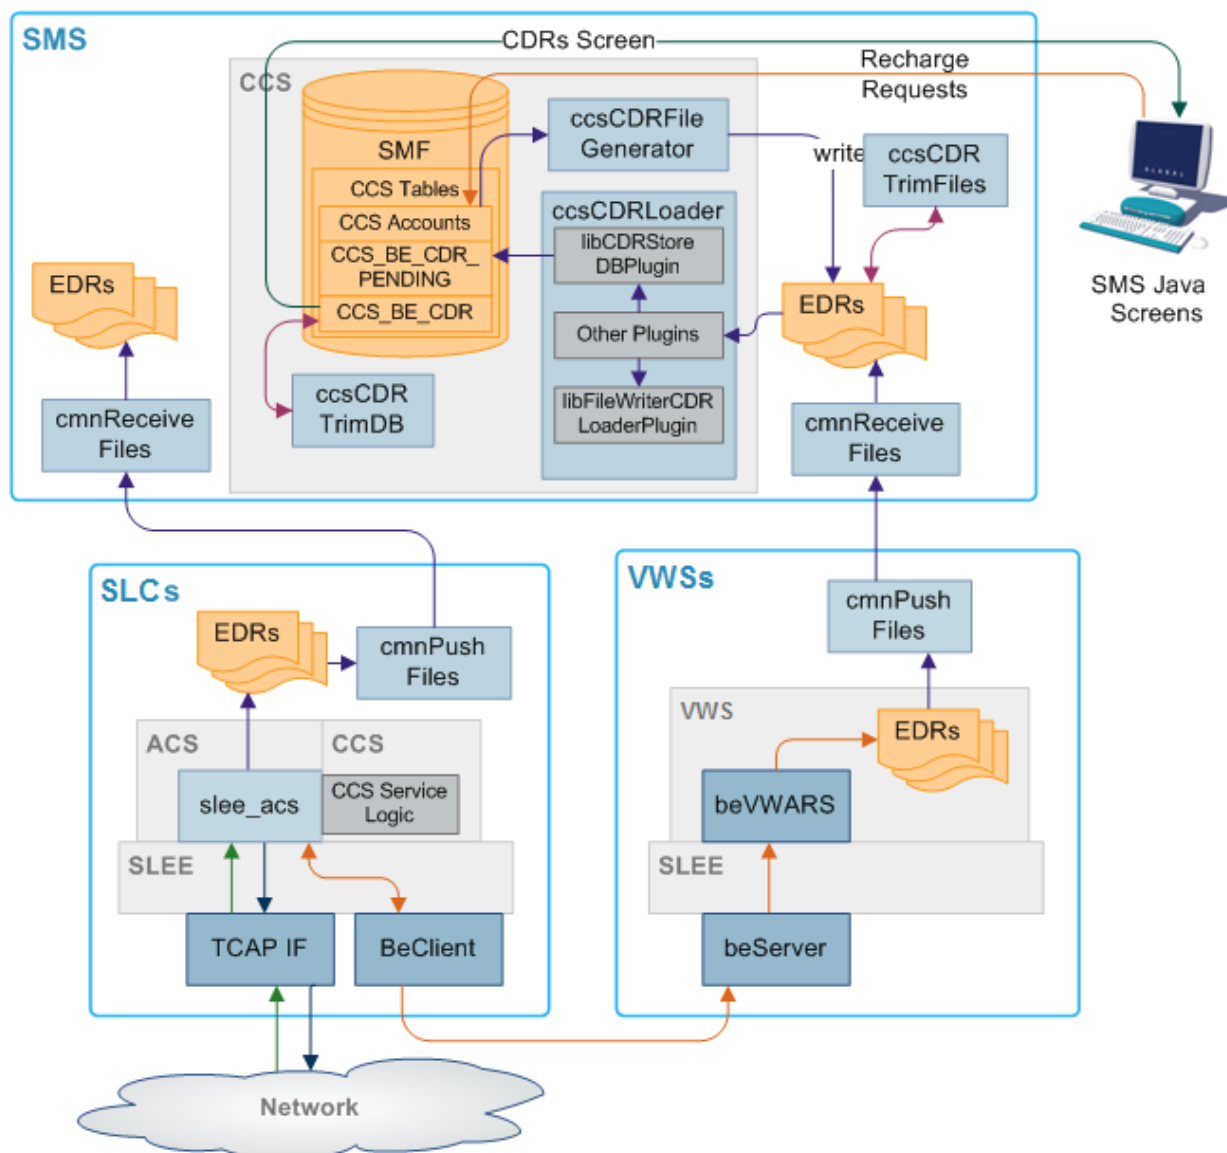 SMS
CDRs Screen
CCS
Recharge
Requests
ccsCDRFile
Generator
SMF
write
ccsCDR
TrimFiles
GLOBAL
CCS Tables
CCS Accounts
CCS_BE_CDR_
PENDING
CCS_BE_CDR
ccsCDRLoader
libCDRStore
DBPlugin
Other Plugins
libFileWriterCDR
LoaderPlugin
EDRs
EDRs
SMS Java
Screens
ccsCDR
TrimDB
cmnReceive
Files
cmnReceive
Files
SLCs
EDRs
cmnPush
Files
ACS
CCS
slee_acs
CCS Service
Logic
SLEE
TCAP IF
BeClient
VWSs
cmnPush
Files
VWS
EDRs
beVWARS
SLEE
beServer
Network